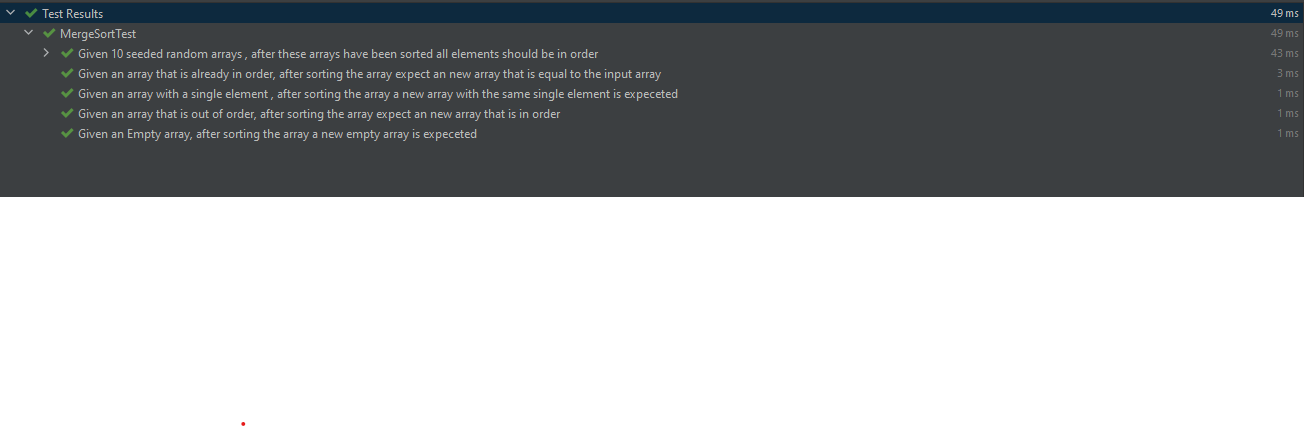 Test Results 49 ms
MergeSortTest 49 ms
Given 10 seeded random arrays , after these arrays have been sorted all elements should be in order 43 ms
Given an array that is already in order, after sorting the array expect an new array that is equal to the input array 3 ms
Given an array with a single element , after sorting the array a new array with the same single element is expeceted 1 ms
Given an array that is out of order, after sorting the array expect an new array that is in order 1 ms
Given an Empty array, after sorting the array a new empty array is expeceted 1 ms